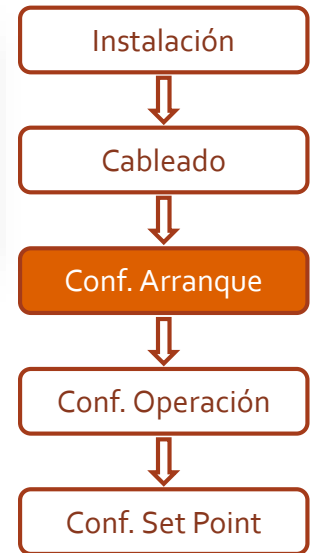 Instalación
Cableado
Conf. Arranque
Conf. Operación
Conf. Set Point